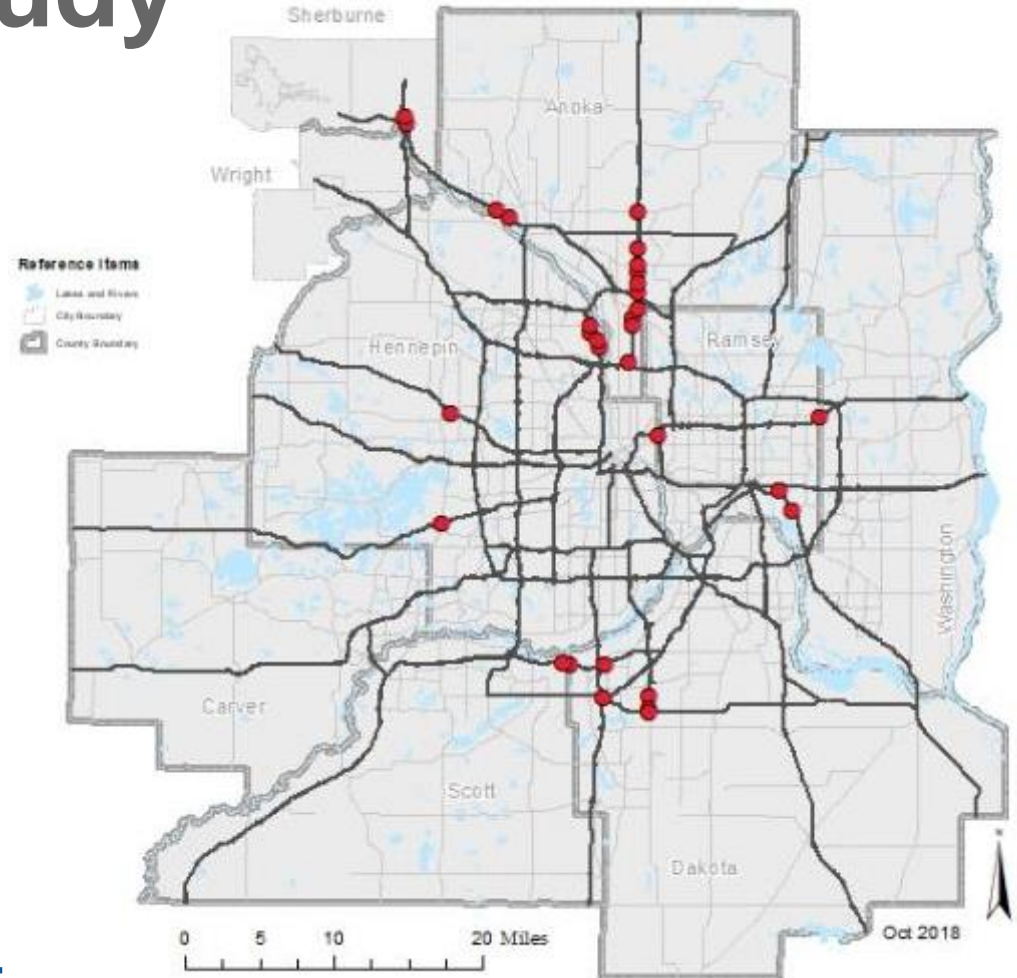 udy
Sherburne
Anoka
Wright
Reference Items
Lakes and Rivers
City Boundary
County Boundary
Hennepin
Ramsey
Washington
Carver
Scott
Dakota
0 5 10 20 Miles
Oct 2018